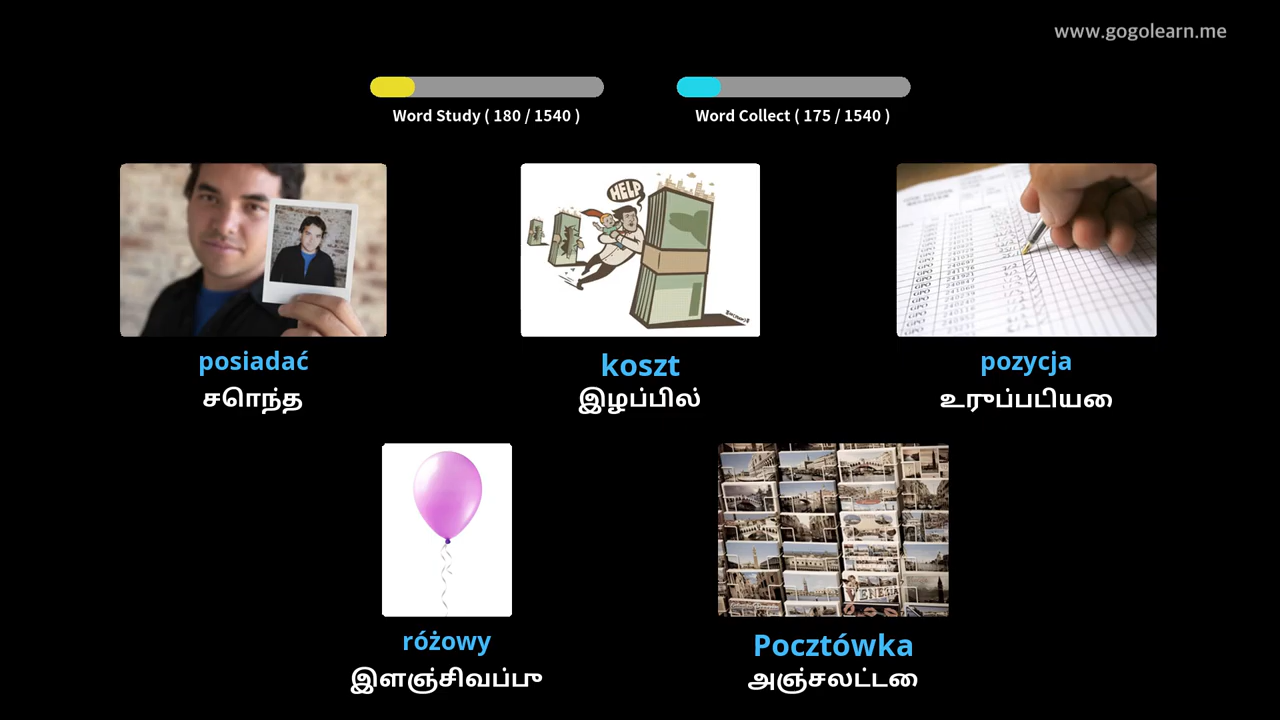 www.gogolearn.me
Word Study ( 180 / 1540 )
Word Collect ( 175 / 1540 )
HELP
posiadać
சொந்த
koszt
இழப்பில்
pozycja
உருப்படியை
różowy
இளஞ்சிவப்பு
Pocztówka
அஞ்சலட்டை